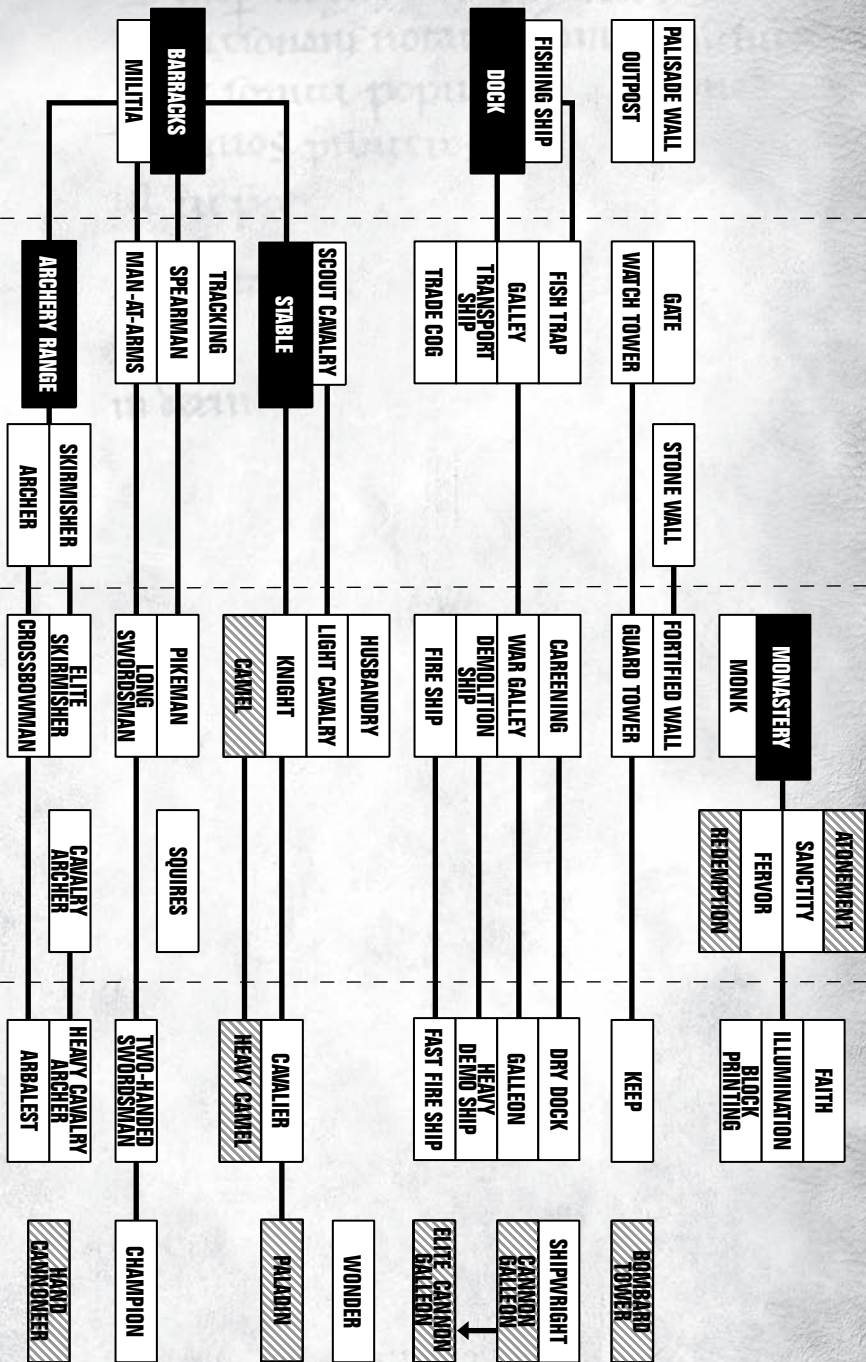 MONASTERY
MONK
ATONEMENT
SANCTITY
FERVOR
REDEMPTION
FAITH
ILLUMINATION
BLOCK
PRINTING
PALISADE WALL
OUTPOST
GATE
WATCH TOWER
STONE WALL
FORTIFIED WALL
GUARD TOWER
KEEP
BOMBARD
TOWER
FISHING SHIP
DOCK
FISH TRAP
GALLEY
TRANSPORT
SHIP
TRADE COG
CAREENING
WAR GALLEY
DEMOLITION
SHIP
FIRE SHIP
DRY DOCK
GALLEON
HEAVY
DEMO SHIP
FAST FIRE SHIP
SHIPWRIGHT
CANNON
GALLEON
ELITE CANNON
GALLEON
WONDER
SCOUT CAVALRY
STABLE
HUSBANDRY
LIGHT CAVALRY
KNIGHT
CAMEL
CAVALIER
HEAVY CAMEL
PALADIN
BARRACKS
MILITIA
TRACKING
SPEARMAN
MAN-AT-ARMS
PIKEMAN
LONG
SWORDSMAN
SQUIRES
TWO-HANDED
SWORDSMAN
CHAMPION
ARCHERY RANGE
SKIRMISHER
ARCHER
ELITE
SKIRMISHER
CROSSBOWMAN
CAVALRY
ARCHER
HEAVY CAVALRY
ARCHER
ARBALEST
HAND
CANNONEER